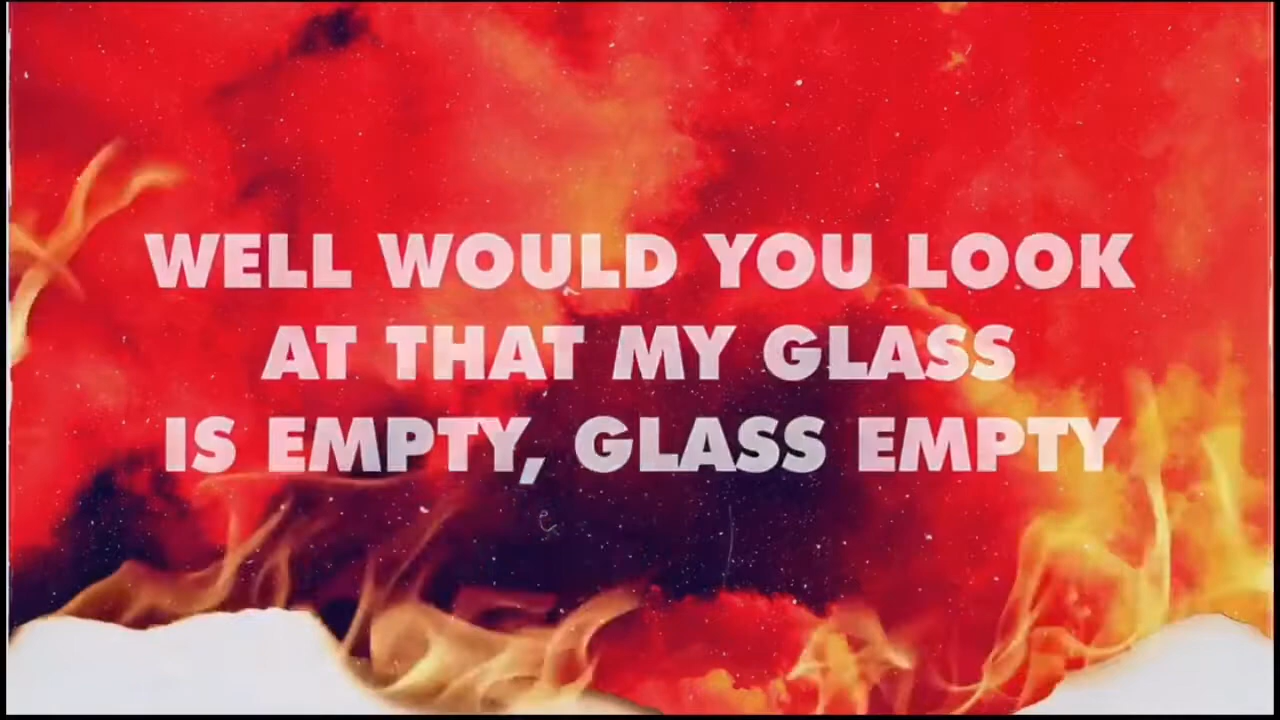 WELL WOULD YOU LOOK
AT THAT MY GLASS
IS EMPTY, GLASS EMPTY